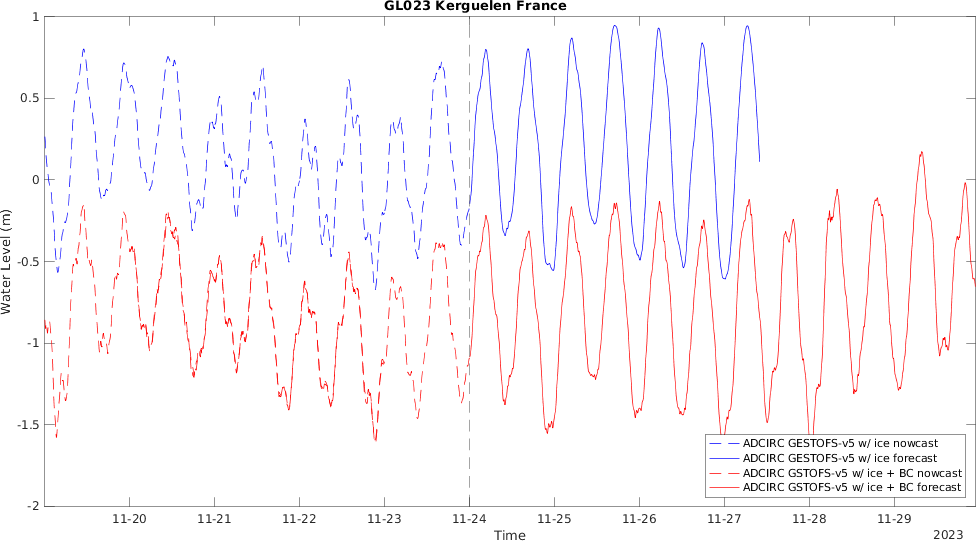 GL023 Kerguelen France
Water Level (m)
1
0.5
0
-0.5
-1
-1.5
-2
ADCIRC GESTOFS-v5 w/ ice nowcast
ADCIRC GESTOFS-v5 w/ ice forecast
ADCIRC GSTOFS-v5 w/ ice + BC nowcast
ADCIRC GSTOFS-v5 w/ ice + BC forecast
11-20 11-21 11-22 11-23 11-24 11-25 11-26 11-27 11-28 11-29
Time
2023